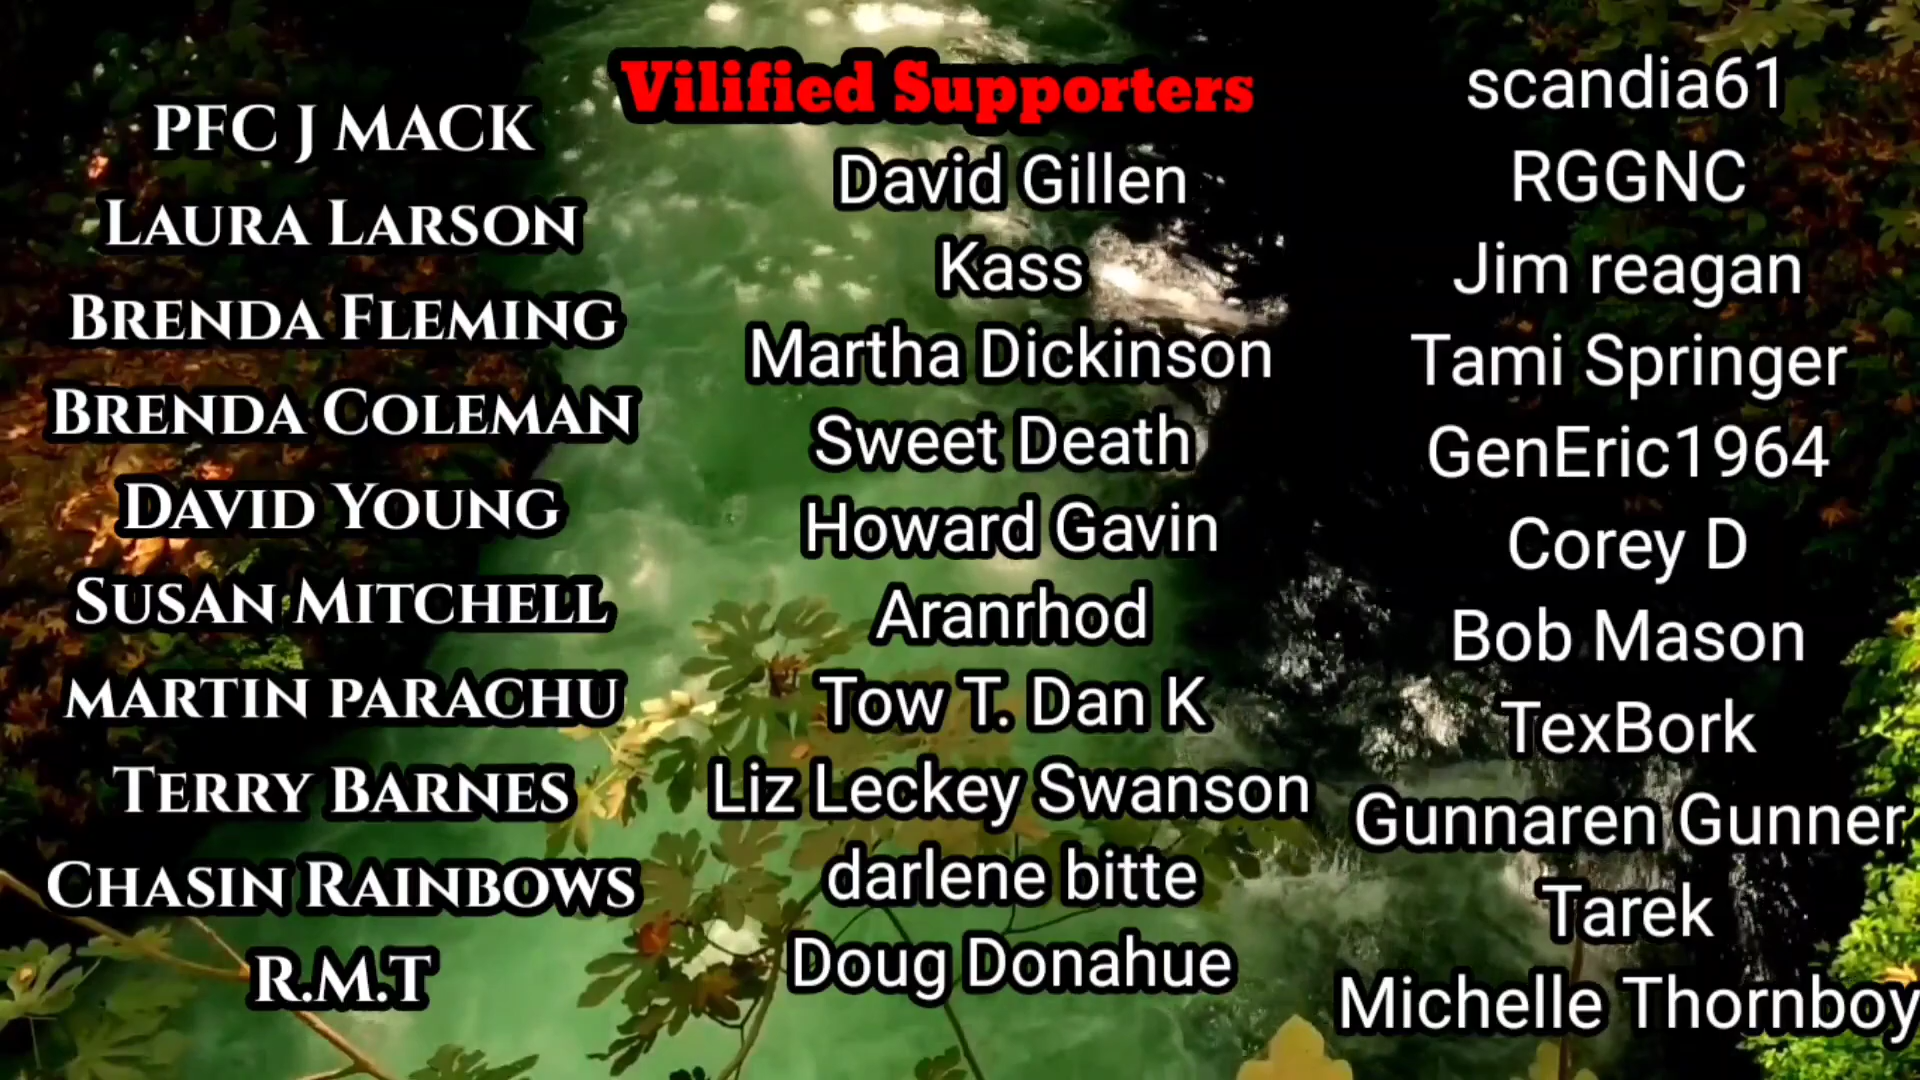 PFC J MACK
LAURA LARSON
BRENDA FLEMING
BRENDA COLEMAN
DAVID YOUNG
SUSAN MITCHELL
MARTIN PARACHU
TERRY BARNES
CHASIN RAINBOWS
R.M.T
Vilified Supporters
David Gillen
Kass
Martha Dickinson
Sweet Death
Howard Gavin
Aranrhod
Tow T. Dan K
Liz Leckey Swanson
darlene bitte
Doug Donahue
scandia61
RGGNC
Jim reagan
Tami Springer
GenEric1964
Corey D
Bob Mason
TexBork
Gunnaren Gunner
Tarek
Michelle Thornboy